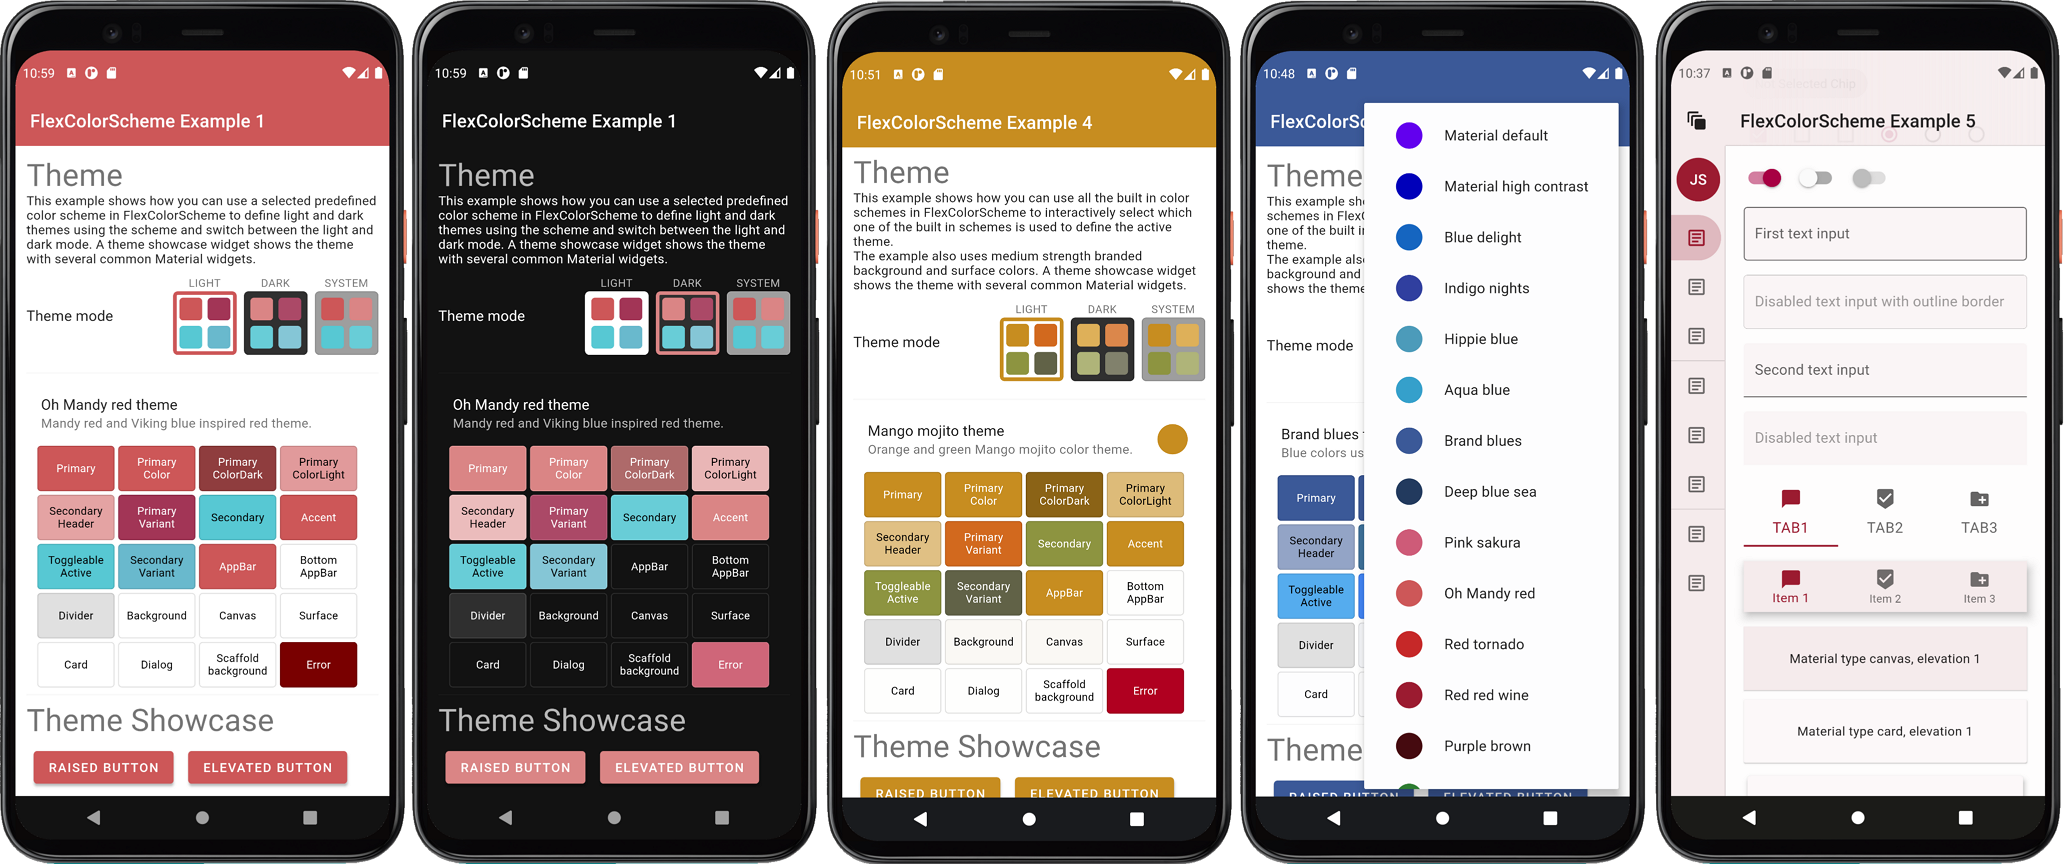 10:59
FlexColorScheme Example 1
Theme
This example shows how you can use a selected predefined
color scheme in FlexColorScheme to define light and dark
themes using the scheme and switch between the light and
dark mode. A theme showcase widget shows the theme
with several common Material widgets.
LIGHT DARK SYSTEM
Theme mode
Oh Mandy red theme
Mandy red and Viking blue inspired red theme.
Primary
Primary
Color
Primary
ColorDark
Primary
ColorLight
Secondary
Header
Primary
Variant
Secondary
Accent
Toggleable
Active
Secondary
Variant
AppBar
Bottom
AppBar
Divider
Background
Canvas
Surface
Card
Dialog
Scaffold
background
Error
Theme Showcase
RAISED BUTTON
ELEVATED BUTTON
10:59
FlexColorScheme Example 1
Theme
This example shows how you can use a selected predefined
color scheme in FlexColorScheme to define light and dark
themes using the scheme and switch between the light and
dark mode. A theme showcase widget shows the theme
with several common Material widgets.
LIGHT DARK SYSTEM
Theme mode
Oh Mandy red theme
Mandy red and Viking blue inspired red theme.
Primary
Primary
Color
Primary
ColorDark
Primary
ColorLight
Secondary
Header
Primary
Variant
Secondary
Accent
Toggleable
Active
Secondary
Variant
AppBar
Bottom
AppBar
Divider
Background
Canvas
Surface
Card
Dialog
Scaffold
background
Error
Theme Showcase
RAISED BUTTON
ELEVATED BUTTON
10:51
FlexColorScheme Example 4
Theme
This example shows how you can use all the built in color
schemes in FlexColorScheme to interactively select which
one of the built in schemes is used to define the active
theme.
The example also uses medium strength branded
background and surface colors. A theme showcase widget
shows the theme with several common Material widgets.
LIGHT DARK SYSTEM
Theme mode
Mango mojito theme
Orange and green Mango mojito color theme.
Primary
Primary
Color
Primary
ColorDark
Primary
ColorLight
Secondary
Header
Primary
Variant
Secondary
Accent
Toggleable
Active
Secondary
Variant
AppBar
Bottom
AppBar
Divider
Background
Canvas
Surface
Card
Dialog
Scaffold
background
Error
Theme Showcase
RAISED BUTTON
ELEVATED BUTTON
10:48
FlexColorS
Theme
This example sh
schemes in Flex
one of the built i
theme.
The example als
background and
shows the theme
Theme mode
Brand blues
Blue colors us
Primary
Secondary
Header
Toggleable
Active
Divider
Card
Theme
RAISED BUTTON
ELEVATED BUTTON
Material default
Material high contrast
Blue delight
Indigo nights
Hippie blue
Aqua blue
Brand blues
Deep blue sea
Pink sakura
Oh Mandy red
Red tornado
Red red wine
Purple brown
10:37
Selected Chip
FlexColorScheme Example 5
JS
First text input
Disabled text input with outline border
Second text input
Disabled text input
TAB1
TAB2
TAB3
Item 1
Item 2
Item 3
Material type canvas, elevation 1
Material type card, elevation 1